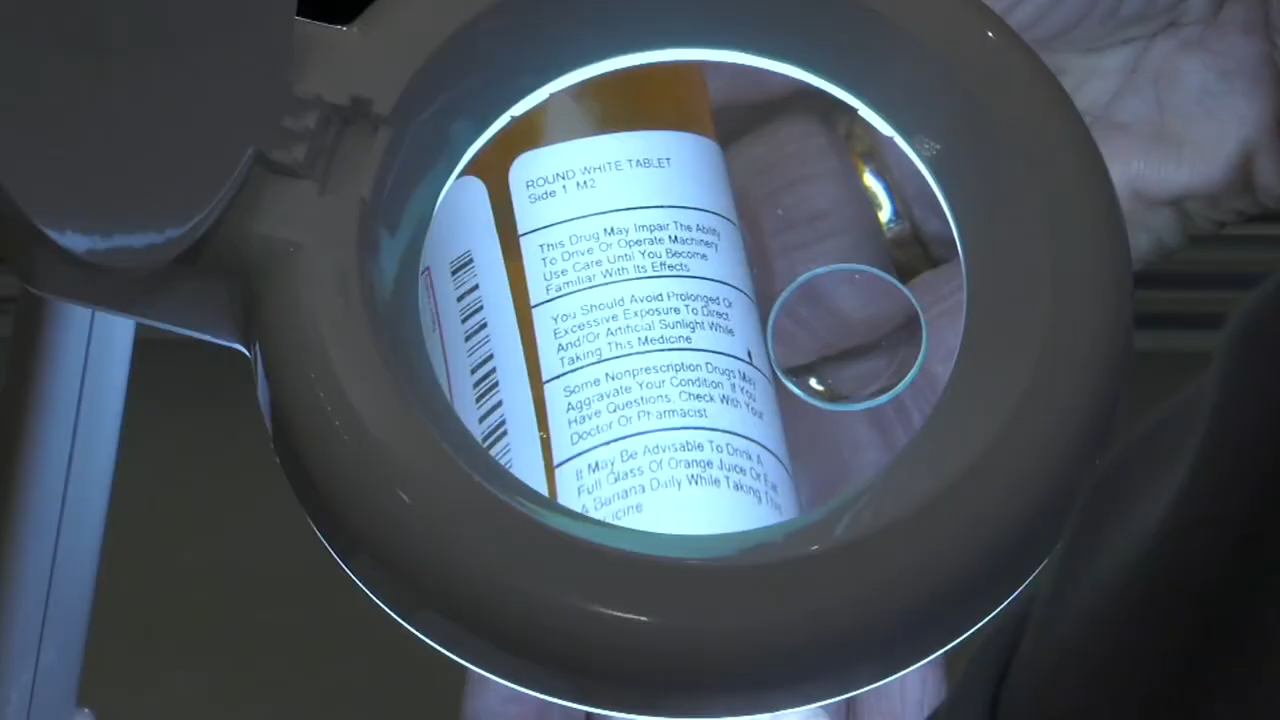 ROUND WHITE TABLET
Side 1 M2
This Drug May Impair The Ability
To Drive Or Operate Machinery
Use Care Until You Become
Familiar With Its Effects
You Should Avoid Prolonged Or
Excessive Exposure To Direct
And/Or Artificial Sunlight While
Taking This Medicine
Some Nonprescription Drugs May
Aggravate Your Condition If You
Have Questions, Check With Your
Doctor Or Pharmacist
It May Be Advisable To Drink A
Full Glass Of Orange Juice Or Eat
A Banana Daily While Taking This